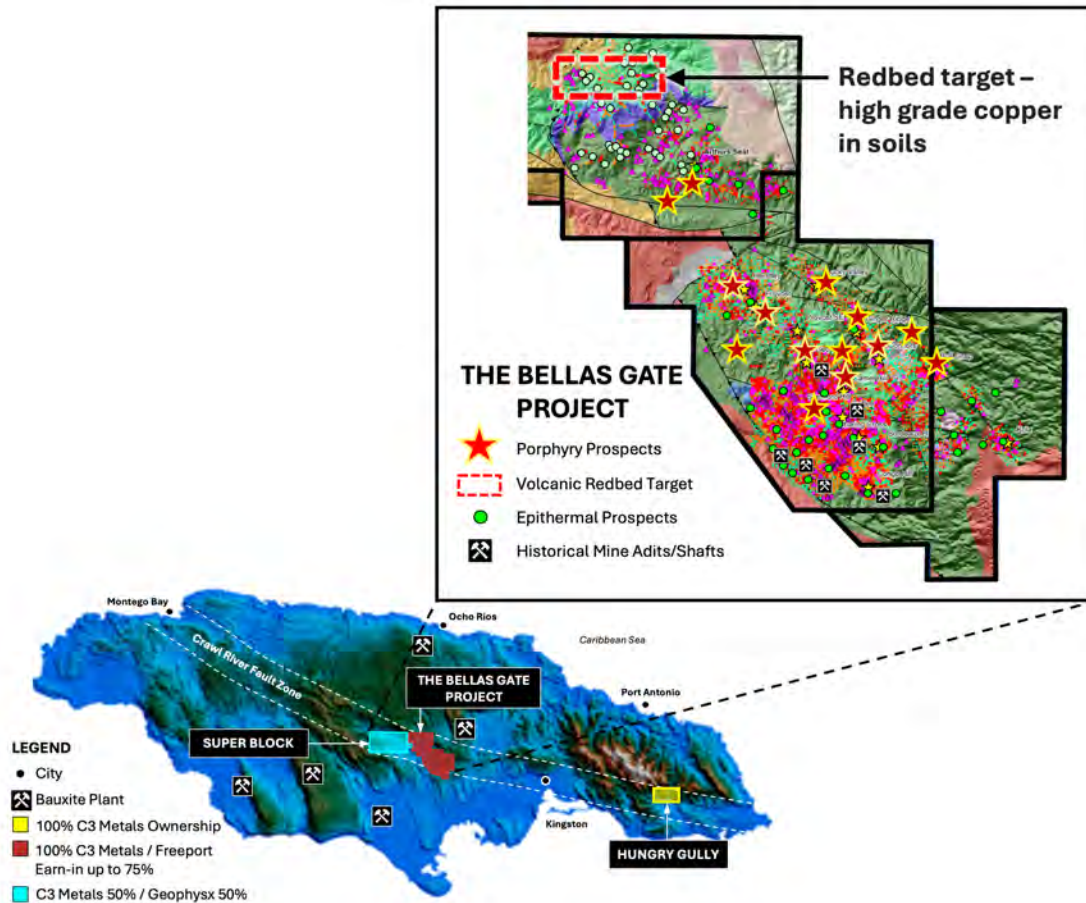 Redbed target –
high grade copper
in soils
THE BELLAS GATE
PROJECT
Porphyry Prospects
Volcanic Redbed Target
Epithermal Prospects
Historical Mine Adits/Shafts
Montego Bay
Ocho Rios
Caribbean Sea
Crawl River Fault Zone
THE BELLAS GATE
PROJECT
Port Antonio
SUPER BLOCK
Kingston
HUNGRY GULLY
LEGEND
City
Bauxite Plant
100% C3 Metals Ownership
100% C3 Metals / Freeport
Earn-in up to 75%
C3 Metals 50% / Geophysx 50%